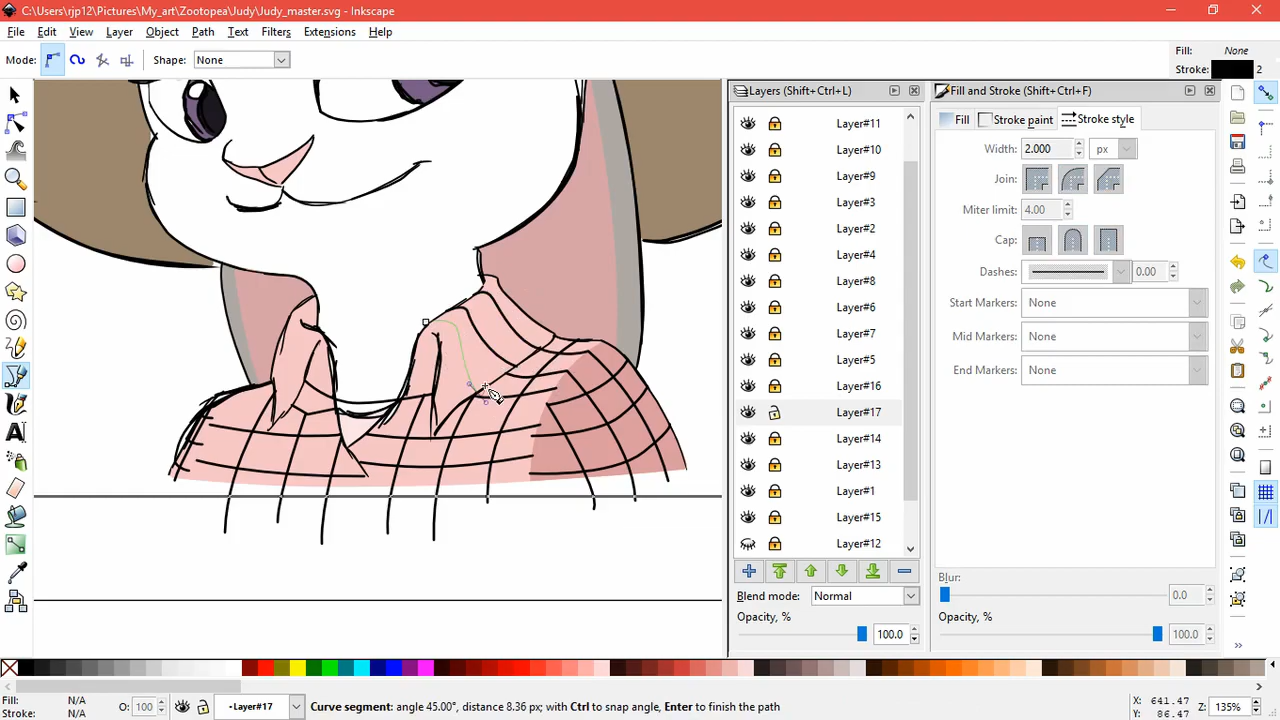 C:\Users\rjp12\Pictures\My_art\Zootopea\Judy\Judy_master.svg - Inkscape
File Edit View Layer Object Path Text Filters Extensions Help
Mode: Shape: None
Fill: None
Stroke: 2
Layers (Shift+Ctrl+L)
Layer#11
Layer#10
Layer#9
Layer#3
Layer#2
Layer#4
Layer#8
Layer#6
Layer#7
Layer#5
Layer#16
Layer#17
Layer#14
Layer#13
Layer#1
Layer#15
Layer#12
Blend mode: Normal
Opacity, %
100.0
Fill and Stroke (Shift+Ctrl+F)
Fill Stroke paint Stroke style
Width: 2.000 px
Join:
Miter limit: 4.00
Cap:
Dashes: 0.00
Start Markers: None
Mid Markers: None
End Markers: None
Blur:
0.0
Opacity, %
100.0
Fill: N/A
Stroke: N/A
O: 100
•Layer#17
Curve segment: angle 45.00°, distance 8.36 px; with Ctrl to snap angle, Enter to finish the path
X: 641.47
Y: 86.47
Z: 135%